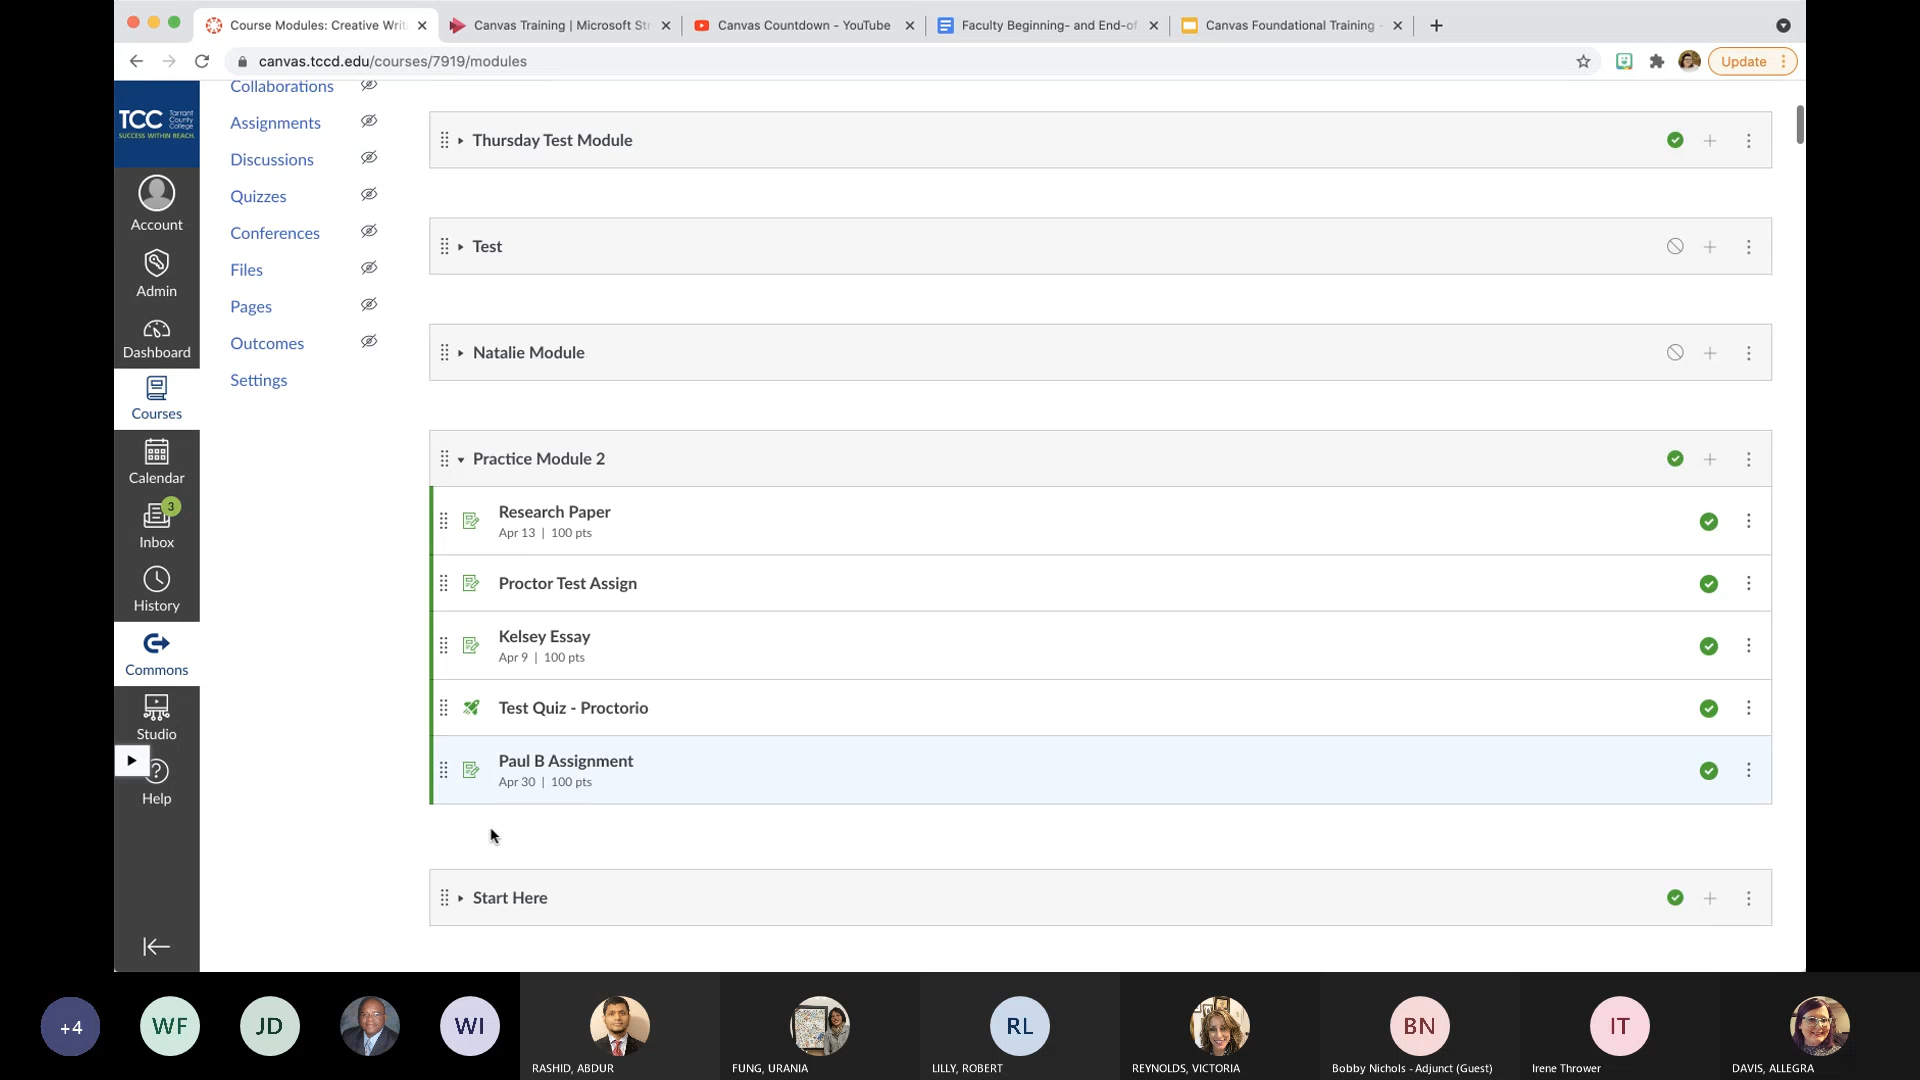 Course Modules: Creative Writ
Canvas Training | Microsoft St
Canvas Countdown - YouTube
Faculty Beginning- and End-of
Canvas Foundational Training -
canvas.tccd.edu/courses/7919/modules
Update
TCC
Tarrant
County
College
SUCCESS WITHIN REACH.
Account
Admin
Dashboard
Courses
Calendar
3
Inbox
History
Commons
Studio
Help
Collaborations
Assignments
Discussions
Quizzes
Conferences
Files
Pages
Outcomes
Settings
Thursday Test Module
Test
Natalie Module
Practice Module 2
Research Paper
Apr 13 | 100 pts
Proctor Test Assign
Kelsey Essay
Apr 9 | 100 pts
Test Quiz - Proctorio
Paul B Assignment
Apr 30 | 100 pts
Start Here
+4
WF
JD
WI
RASHID, ABDUR
FUNG, URANIA
RL
LILLY, ROBERT
REYNOLDS, VICTORIA
BN
Bobby Nichols - Adjunct (Guest)
IT
Irene Thrower
DAVIS, ALLEGRA